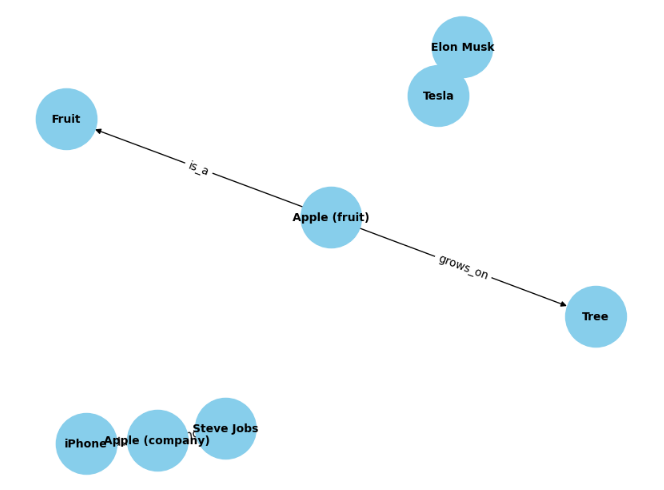 Elon Musk
Tesla
Fruit
is_a
Apple (fruit)
grows_on
Tree
Steve Jobs
Apple (company)
iPhone